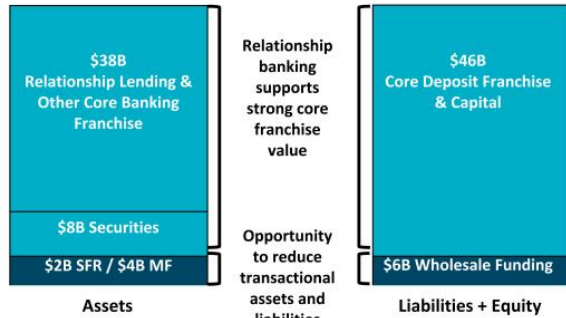 $38B
Relationship Lending &
Other Core Banking
Franchise
$8B Securities
$2B SFR / $4B MF
Assets
Relationship
banking
supports
strong core
franchise
value
Opportunity
to reduce
transactional
assets and
liabilities
$46B
Core Deposit Franchise
& Capital
$6B Wholesale Funding
Liabilities + Equity